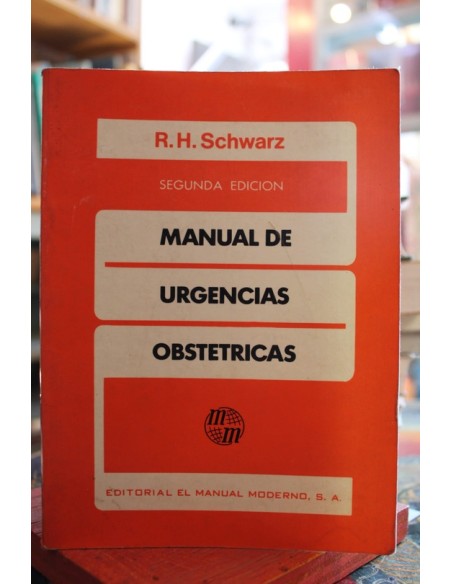 R. H. Schwarz
SEGUNDA EDICION
MANUAL DE
URGENCIAS
OBSTETRICAS
m
m
EDITORIAL EL MANUAL MODERNO, S. A.